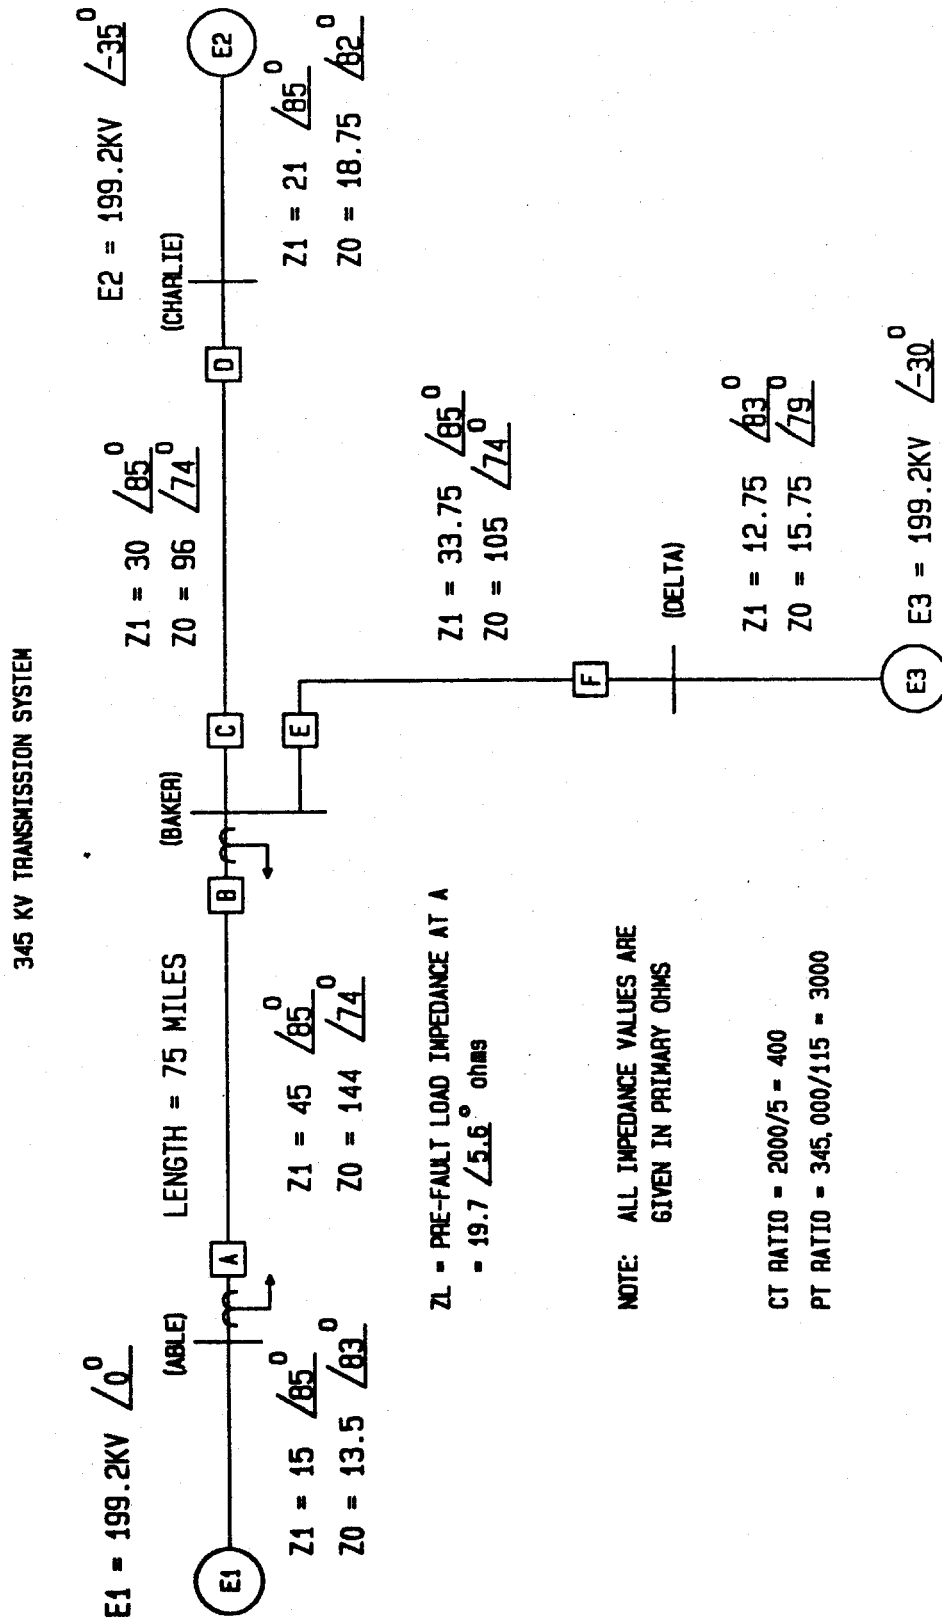 345 KV TRANSMISSION SYSTEM
E1 = 199.2KV /0°
E2 = 199.2KV /-35°
(ABLE)
LENGTH = 75 MILES
(BAKER)
(CHARLIE)
E1
A
B
C
D
E2
Z1 = 15 /85°
Z0 = 13.5 /83°
Z1 = 45 /85°
Z0 = 144 /74°
Z1 = 30 /85°
Z0 = 96 /74°
Z1 = 21 /85°
Z0 = 18.75 /82°
E
ZL = PRE-FAULT LOAD IMPEDANCE AT A
= 19.7 /5.6° ohms
Z1 = 33.75 /85°
Z0 = 105 /74°
F
NOTE: ALL IMPEDANCE VALUES ARE
GIVEN IN PRIMARY OHMS
(DELTA)
CT RATIO = 2000/5 = 400
PT RATIO = 345,000/115 = 3000
Z1 = 12.75 /83°
Z0 = 15.75 /79°
E3
E3 = 199.2KV /-30°